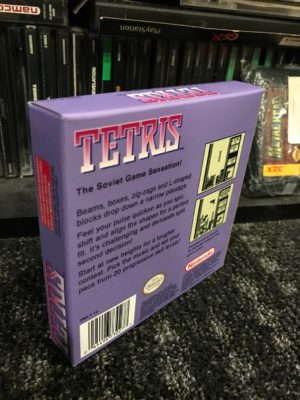 namco
PlayStation
TETRIS
TETRIS
The Soviet Game Sensation!
Beams, boxes, zig-zags and L-shaped
blocks drop down a narrow passage.
Feel your pulse quicken as you spin,
shift and align the shapes for a perfect
fit. It's challenging and demands split
second decision!
Start at new heights for a tougher
contest. Pick the music and set your
pace from 20 progressive skill levels!
Nintendo
TETRIS